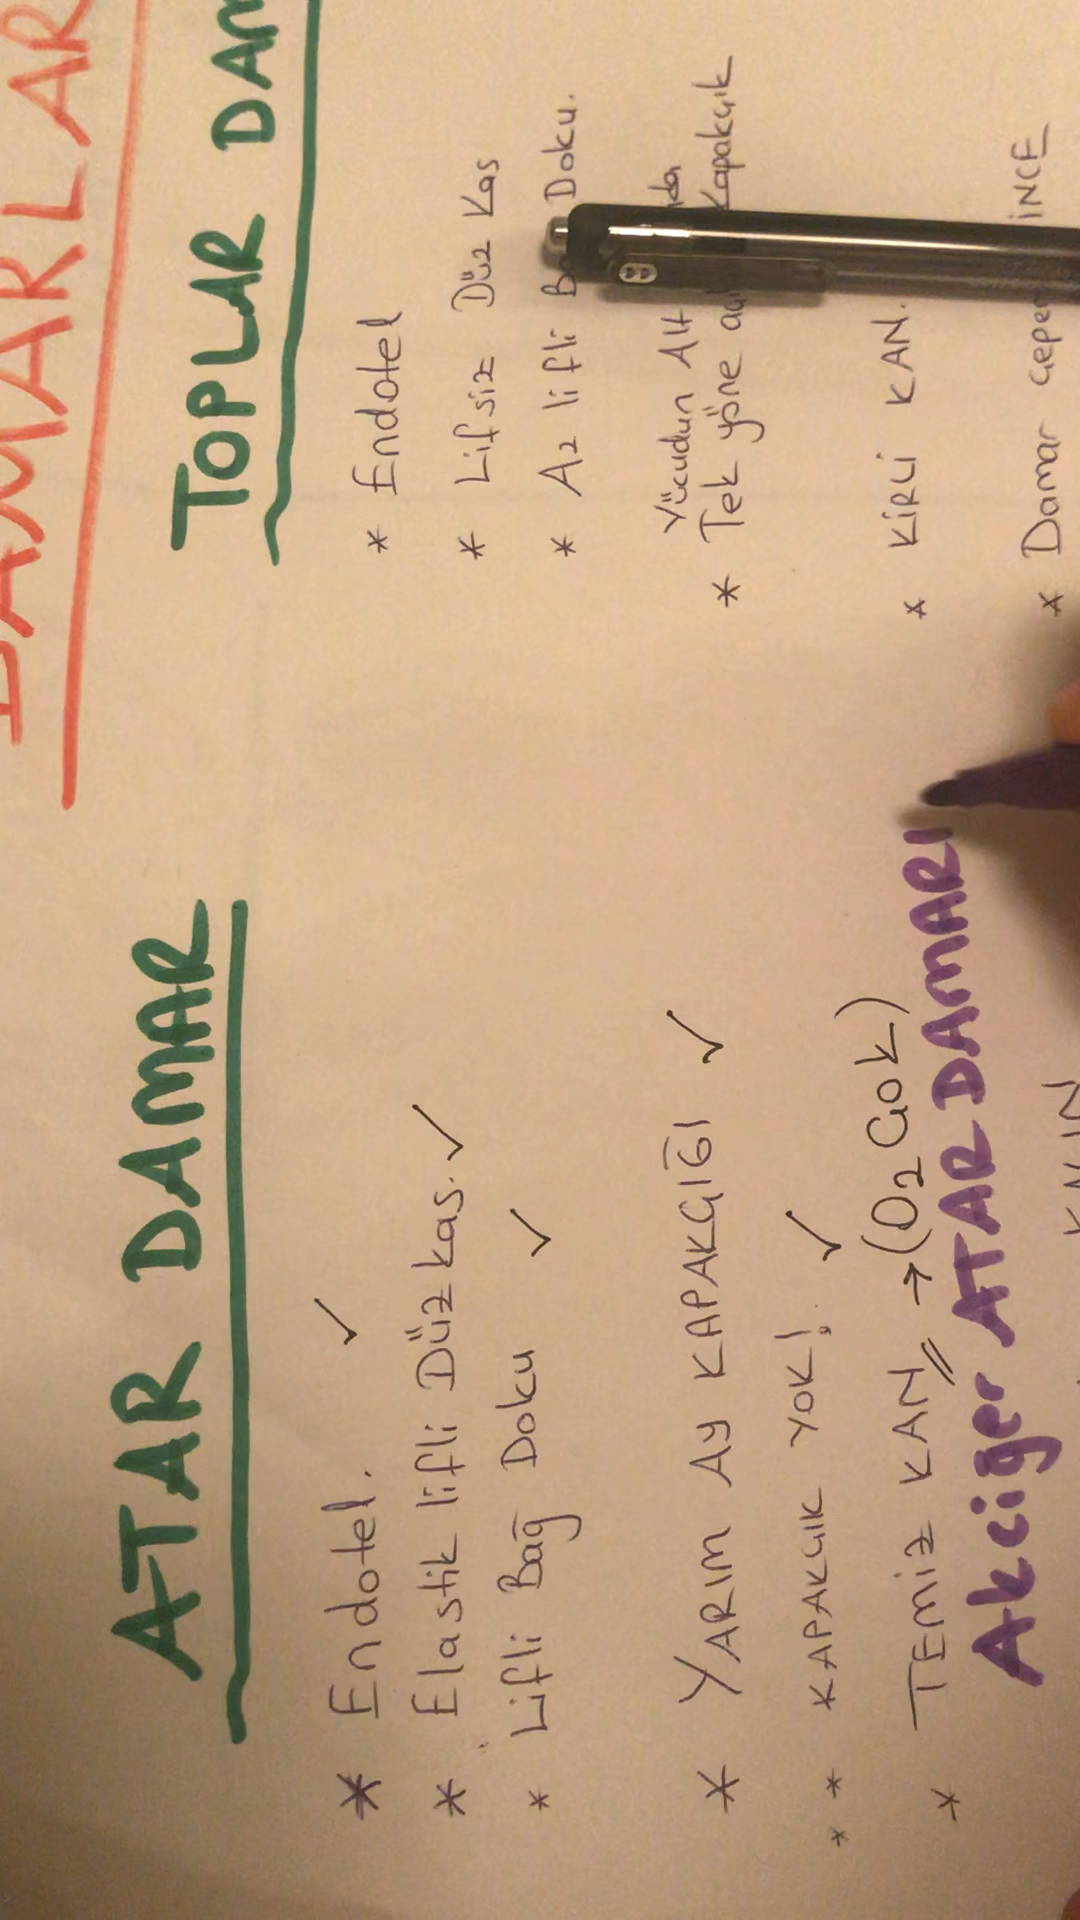 DAMARLAR
ATAR DAMAR
* Endotel. ✓
* Elastik lifli Düz kas. ✓
* Lifli Bağ Doku ✓
* YARIM Ay KAPAKÇIĞI ✓
* * KAPAKÇIK YOK! ✓
* TEMİZ KAN → (O₂ ÇOK)
Akciğer ATAR DAMARI
TOPLAR
* Endotel
* Lifsiz Düz Kas
* Az lifli Doku.
Vücudun Alt
* Tek yöne Kapakçık
* KİRLİ KAN.
* Damar İNCE